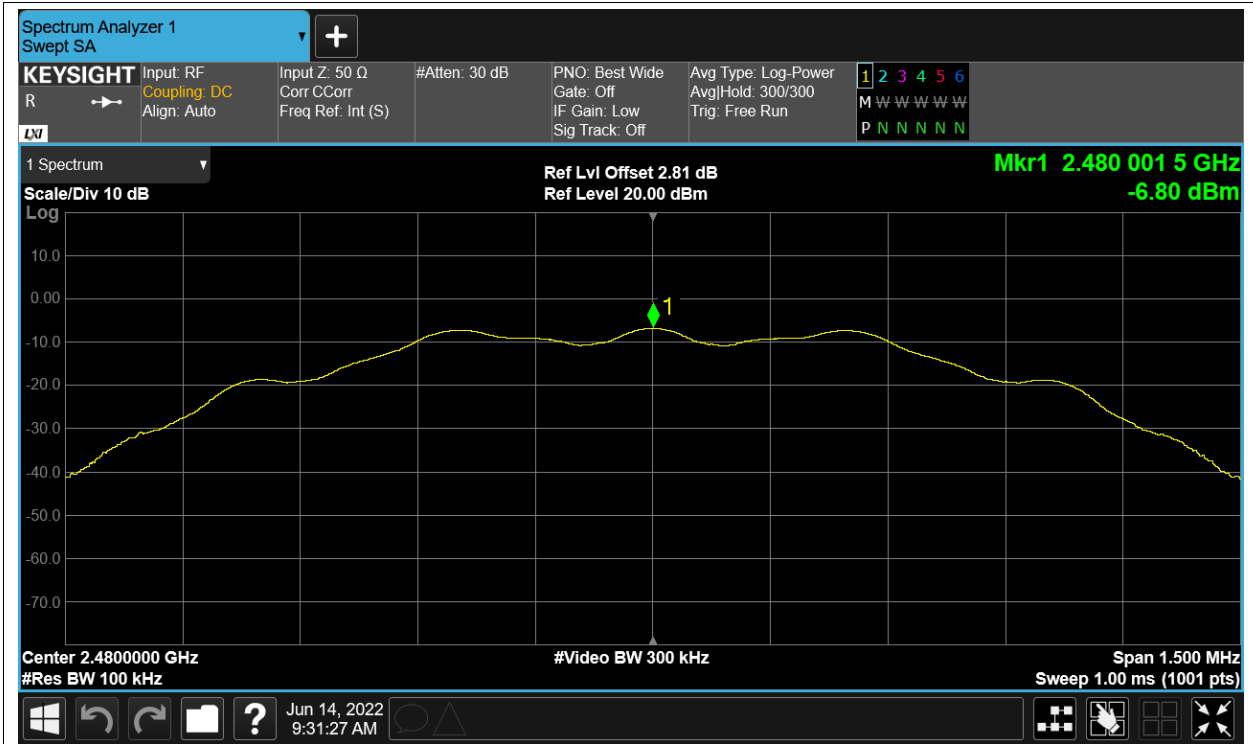 Spectrum Analyzer 1
Swept SA
+
KEYSIGHT
R
LXI
Input: RF
Coupling: DC
Align: Auto
Input Z: 50 Ω
Corr CCorr
Freq Ref: Int (S)
#Atten: 30 dB
PNO: Best Wide
Gate: Off
IF Gain: Low
Sig Track: Off
Avg Type: Log-Power
Avg|Hold: 300/300
Trig: Free Run
1 2 3 4 5 6
M W W W W W
P N N N N N
1 Spectrum
Scale/Div 10 dB
Log
Ref Lvl Offset 2.81 dB
Ref Level 20.00 dBm
Mkr1 2.480 001 5 GHz
-6.80 dBm
10.0
0.00
1
-10.0
-20.0
-30.0
-40.0
-50.0
-60.0
-70.0
Center 2.4800000 GHz
#Res BW 100 kHz
#Video BW 300 kHz
Span 1.500 MHz
Sweep 1.00 ms (1001 pts)
?
Jun 14, 2022
9:31:27 AM